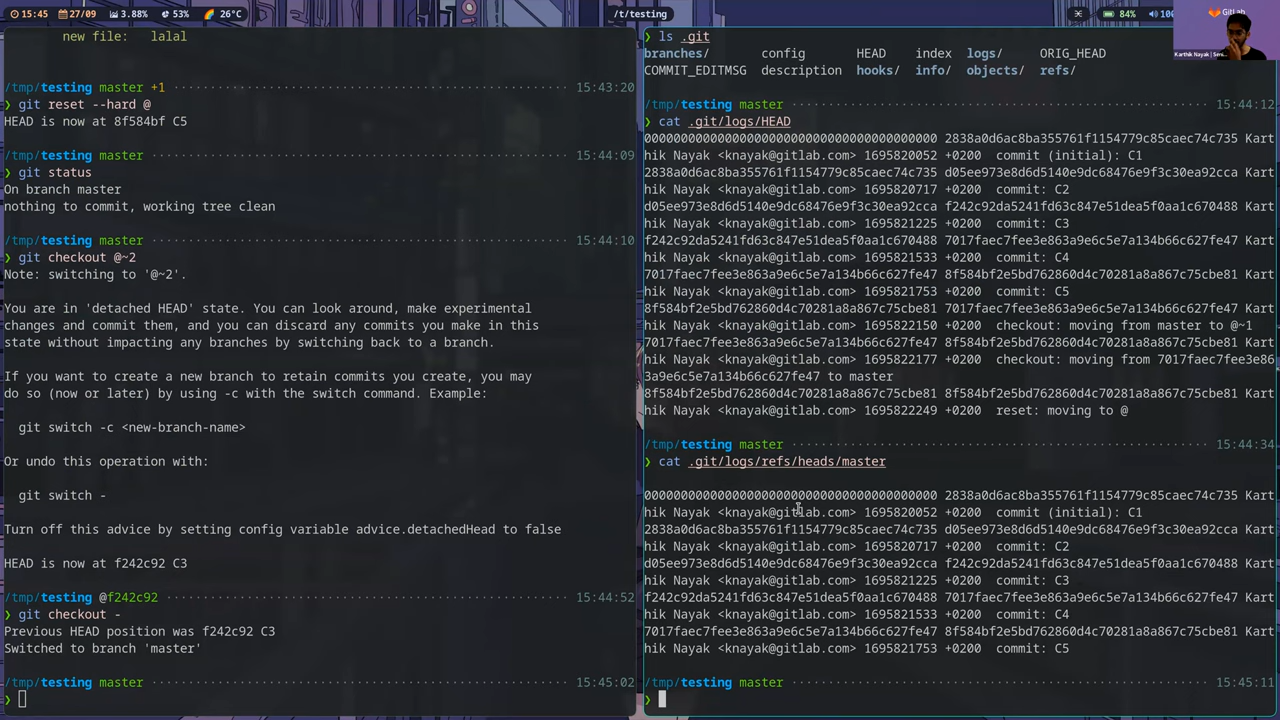 15:45 27/09 3.88% 53% 26°C
/t/testing
84% 100
GitLab
Karthik Nayak | Seni
new file: lalal
/tmp/testing master +1 15:43:20
❯ git reset --hard @
HEAD is now at 8f584bf C5
/tmp/testing master 15:44:09
❯ git status
On branch master
nothing to commit, working tree clean
/tmp/testing master 15:44:10
❯ git checkout @~2
Note: switching to '@~2'.
You are in 'detached HEAD' state. You can look around, make experimental
changes and commit them, and you can discard any commits you make in this
state without impacting any branches by switching back to a branch.
If you want to create a new branch to retain commits you create, you may
do so (now or later) by using -c with the switch command. Example:
git switch -c <new-branch-name>
Or undo this operation with:
git switch -
Turn off this advice by setting config variable advice.detachedHead to false
HEAD is now at f242c92 C3
/tmp/testing @f242c92 15:44:52
❯ git checkout -
Previous HEAD position was f242c92 C3
Switched to branch 'master'
/tmp/testing master 15:45:02
❯
❯ ls .git
branches/ config HEAD index logs/ ORIG_HEAD
COMMIT_EDITMSG description hooks/ info/ objects/ refs/
/tmp/testing master 15:44:12
❯ cat .git/logs/HEAD
0000000000000000000000000000000000000000 2838a0d6ac8ba355761f1154779c85caec74c735 Kart
hik Nayak <knayak@gitlab.com> 1695820052 +0200 commit (initial): C1
2838a0d6ac8ba355761f1154779c85caec74c735 d05ee973e8d6d5140e9dc68476e9f3c30ea92cca Kart
hik Nayak <knayak@gitlab.com> 1695820717 +0200 commit: C2
d05ee973e8d6d5140e9dc68476e9f3c30ea92cca f242c92da5241fd63c847e51dea5f0aa1c670488 Kart
hik Nayak <knayak@gitlab.com> 1695821225 +0200 commit: C3
f242c92da5241fd63c847e51dea5f0aa1c670488 7017faec7fee3e863a9e6c5e7a134b66c627fe47 Kart
hik Nayak <knayak@gitlab.com> 1695821533 +0200 commit: C4
7017faec7fee3e863a9e6c5e7a134b66c627fe47 8f584bf2e5bd762860d4c70281a8a867c75cbe81 Kart
hik Nayak <knayak@gitlab.com> 1695821753 +0200 commit: C5
8f584bf2e5bd762860d4c70281a8a867c75cbe81 7017faec7fee3e863a9e6c5e7a134b66c627fe47 Kart
hik Nayak <knayak@gitlab.com> 1695822150 +0200 checkout: moving from master to @~1
7017faec7fee3e863a9e6c5e7a134b66c627fe47 8f584bf2e5bd762860d4c70281a8a867c75cbe81 Kart
hik Nayak <knayak@gitlab.com> 1695822177 +0200 checkout: moving from 7017faec7fee3e86
3a9e6c5e7a134b66c627fe47 to master
8f584bf2e5bd762860d4c70281a8a867c75cbe81 8f584bf2e5bd762860d4c70281a8a867c75cbe81 Kart
hik Nayak <knayak@gitlab.com> 1695822249 +0200 reset: moving to @
/tmp/testing master 15:44:34
❯ cat .git/logs/refs/heads/master
0000000000000000000000000000000000000000 2838a0d6ac8ba355761f1154779c85caec74c735 Kart
hik Nayak <knayak@gitlab.com> 1695820052 +0200 commit (initial): C1
2838a0d6ac8ba355761f1154779c85caec74c735 d05ee973e8d6d5140e9dc68476e9f3c30ea92cca Kart
hik Nayak <knayak@gitlab.com> 1695820717 +0200 commit: C2
d05ee973e8d6d5140e9dc68476e9f3c30ea92cca f242c92da5241fd63c847e51dea5f0aa1c670488 Kart
hik Nayak <knayak@gitlab.com> 1695821225 +0200 commit: C3
f242c92da5241fd63c847e51dea5f0aa1c670488 7017faec7fee3e863a9e6c5e7a134b66c627fe47 Kart
hik Nayak <knayak@gitlab.com> 1695821533 +0200 commit: C4
7017faec7fee3e863a9e6c5e7a134b66c627fe47 8f584bf2e5bd762860d4c70281a8a867c75cbe81 Kart
hik Nayak <knayak@gitlab.com> 1695821753 +0200 commit: C5
/tmp/testing master 15:45:11
❯